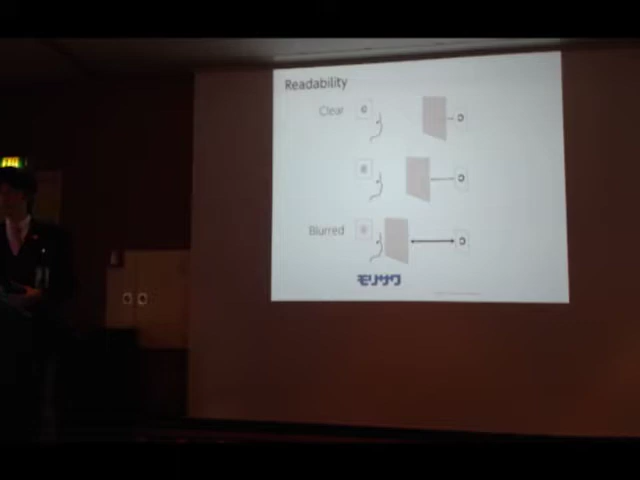 Readability
Clear
Blurred
モリサワ